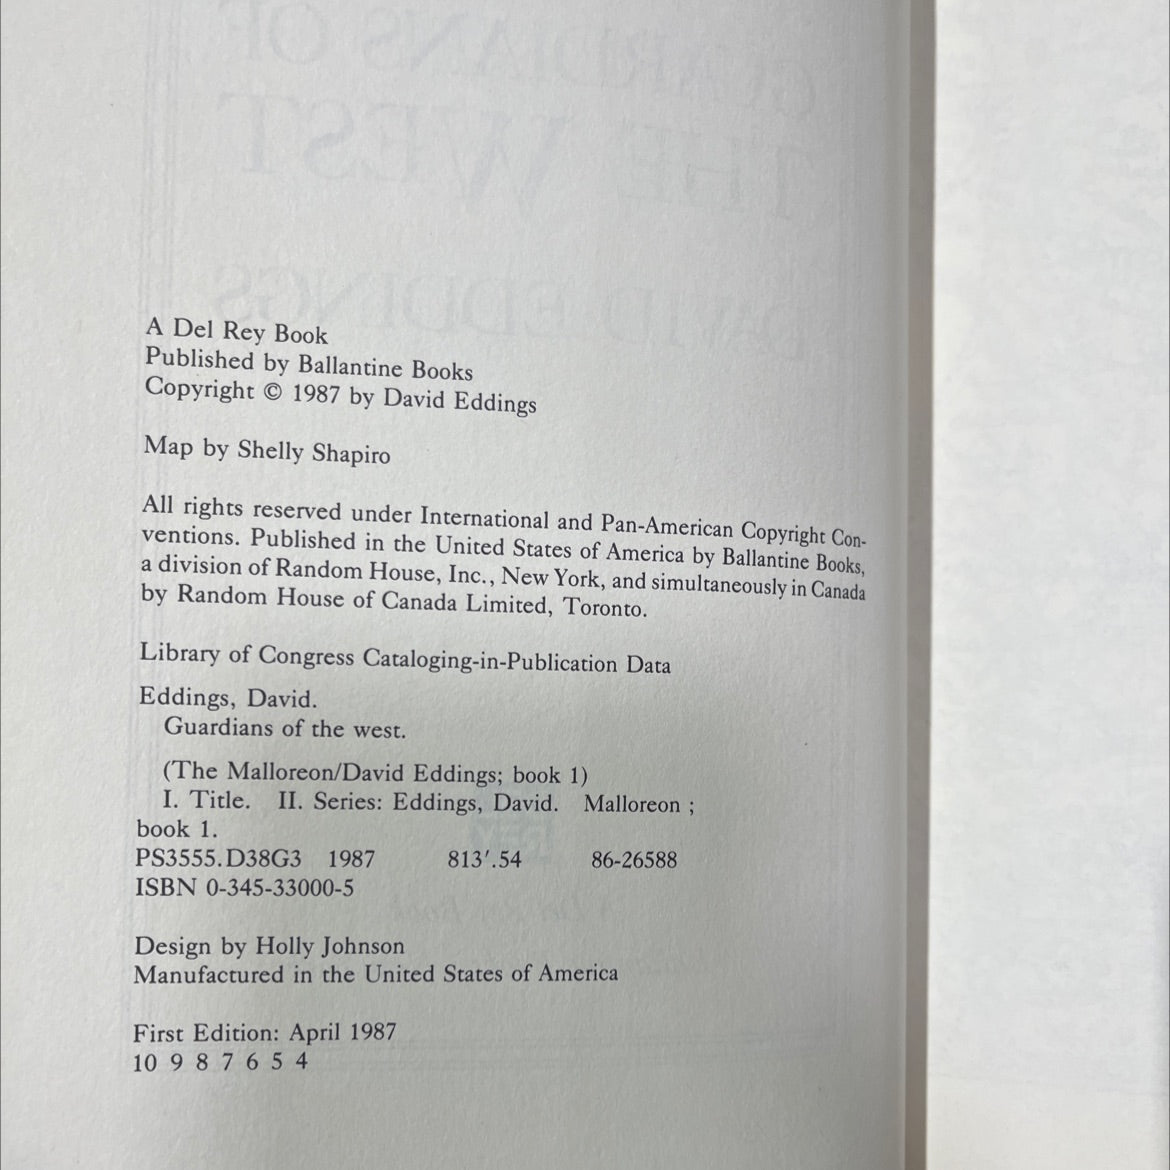 A Del Rey Book
Published by Ballantine Books
Copyright © 1987 by David Eddings
Map by Shelly Shapiro
All rights reserved under International and Pan-American Copyright Con-
ventions. Published in the United States of America by Ballantine Books,
a division of Random House, Inc., New York, and simultaneously in Canada
by Random House of Canada Limited, Toronto.
Library of Congress Cataloging-in-Publication Data
Eddings, David.
Guardians of the west.
(The Malloreon/David Eddings; book 1)
I. Title. II. Series: Eddings, David. Malloreon ;
book 1.
PS3555.D38G3 1987 813′.54 86-26588
ISBN 0-345-33000-5
Design by Holly Johnson
Manufactured in the United States of America
First Edition: April 1987
10 9 8 7 6 5 4